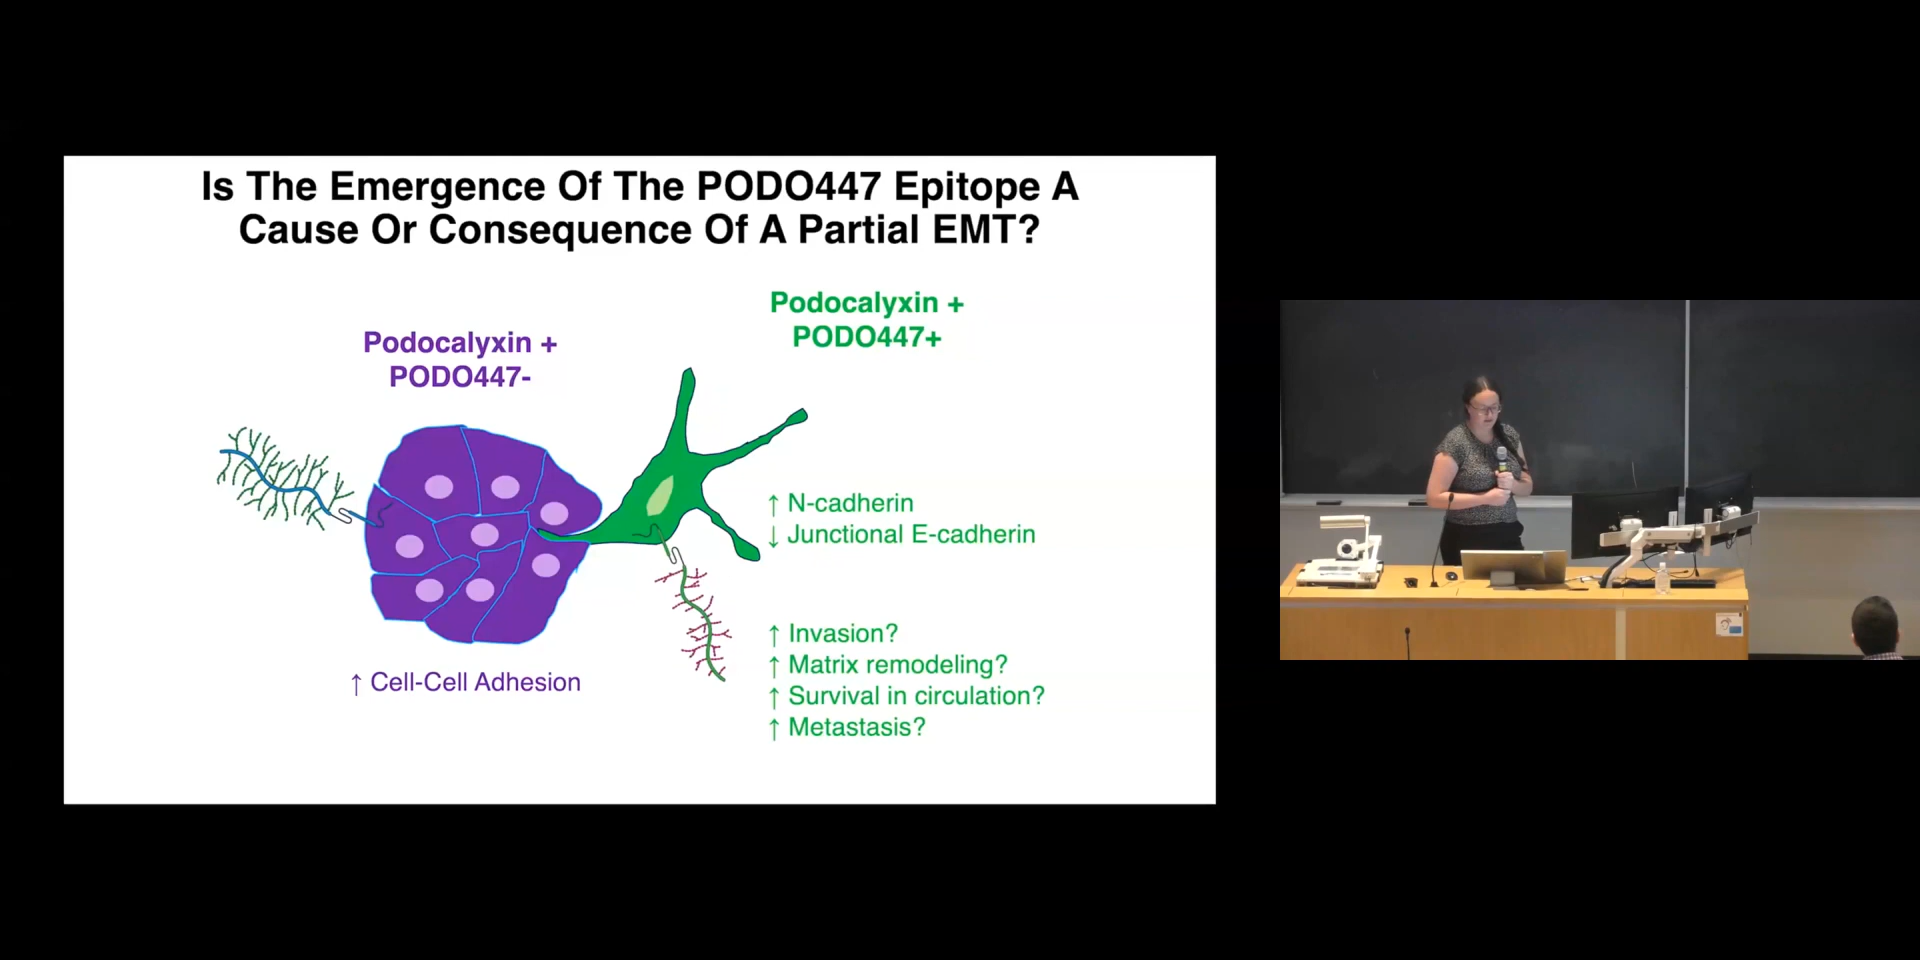 Is The Emergence Of The PODO447 Epitope A
Cause Or Consequence Of A Partial EMT?
Podocalyxin +
PODO447-
Podocalyxin +
PODO447+
↑ N-cadherin
↓ Junctional E-cadherin
↑ Invasion?
↑ Matrix remodeling?
↑ Survival in circulation?
↑ Metastasis?
↑ Cell-Cell Adhesion